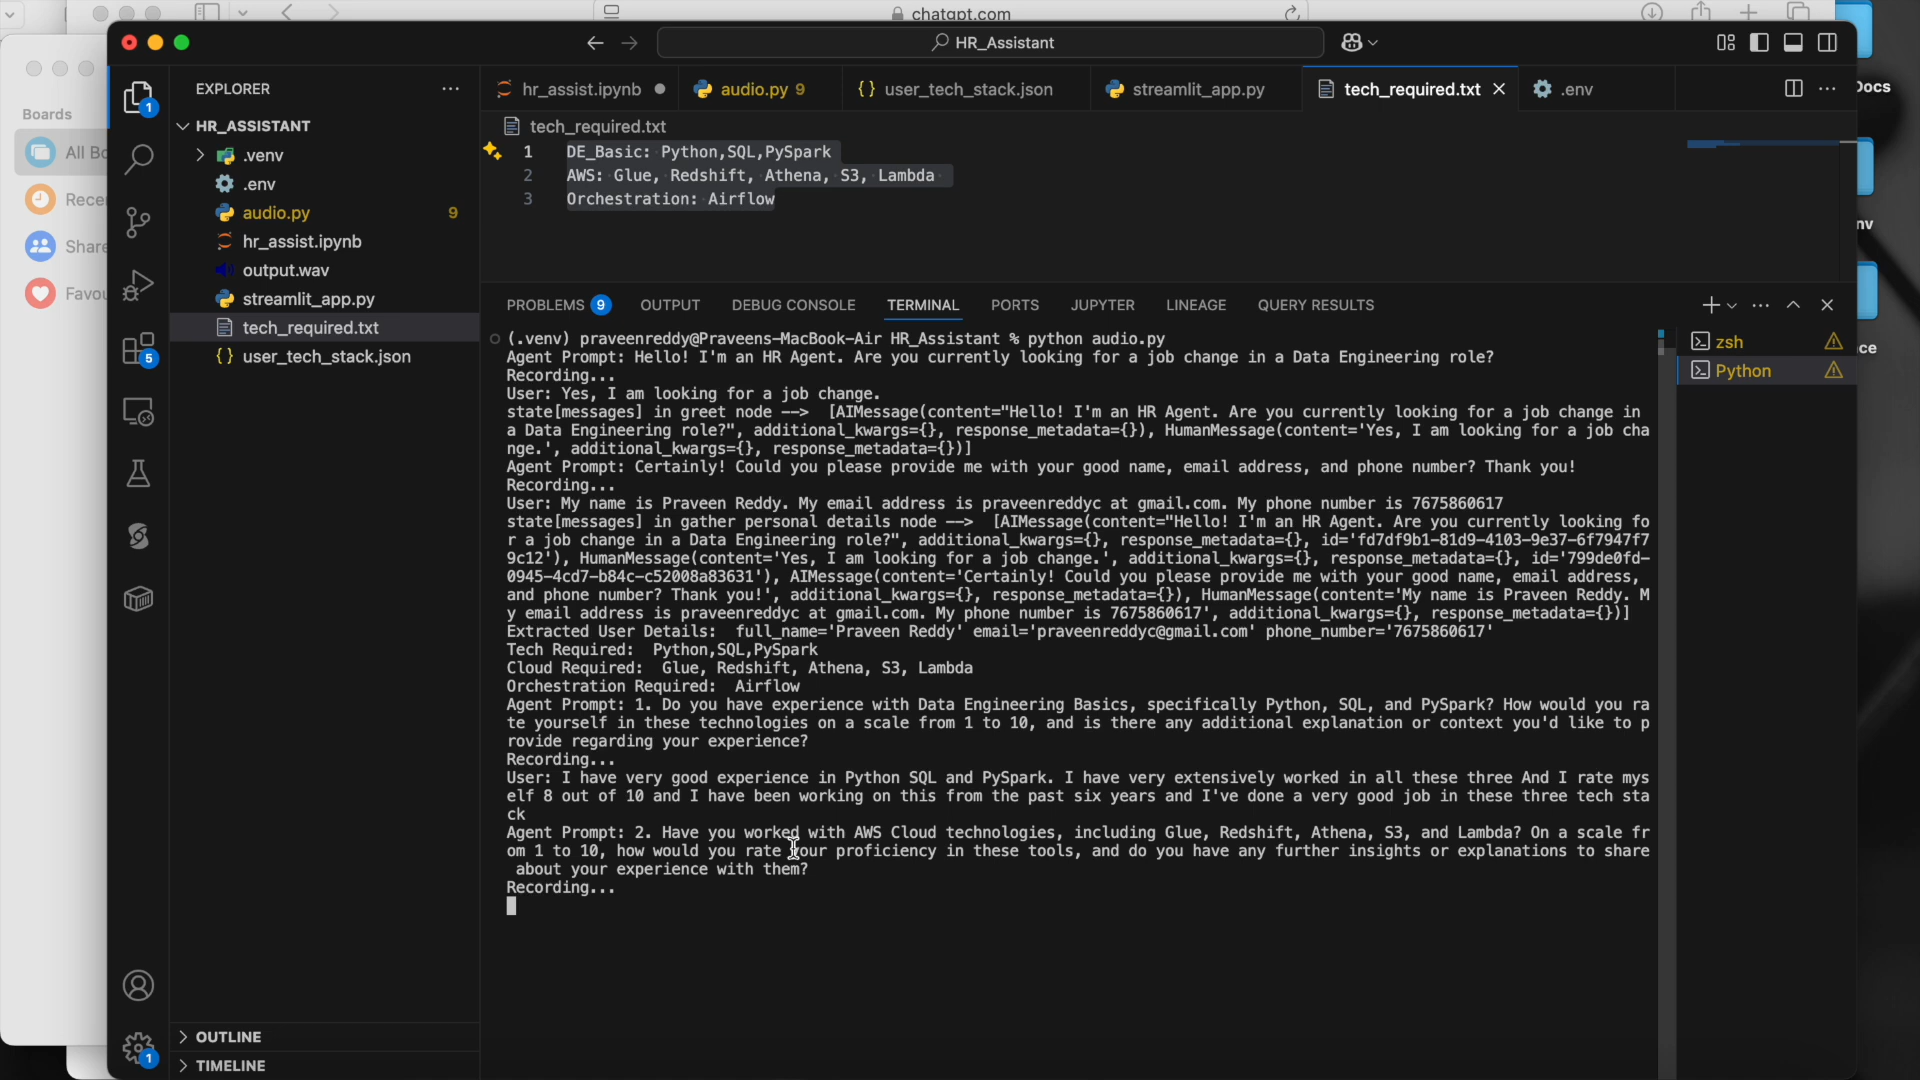 chatgpt.com
HR_Assistant
Boards
All Bo
Rece
Share
Favou
EXPLORER
HR_ASSISTANT
.venv
.env
audio.py 9
hr_assist.ipynb
output.wav
streamlit_app.py
tech_required.txt
user_tech_stack.json
OUTLINE
TIMELINE
1
5
1
hr_assist.ipynb
audio.py 9
user_tech_stack.json
streamlit_app.py
tech_required.txt
.env
tech_required.txt
1 DE_Basic: Python,SQL,PySpark
2 AWS: Glue, Redshift, Athena, S3, Lambda
3 Orchestration: Airflow
PROBLEMS 9 OUTPUT DEBUG CONSOLE TERMINAL PORTS JUPYTER LINEAGE QUERY RESULTS
(.venv) praveenreddy@Praveens-MacBook-Air HR_Assistant % python audio.py
Agent Prompt: Hello! I'm an HR Agent. Are you currently looking for a job change in a Data Engineering role?
Recording...
User: Yes, I am looking for a job change.
state[messages] in greet node --> [AIMessage(content="Hello! I'm an HR Agent. Are you currently looking for a job change in
a Data Engineering role?", additional_kwargs={}, response_metadata={}), HumanMessage(content='Yes, I am looking for a job cha
nge.', additional_kwargs={}, response_metadata={})]
Agent Prompt: Certainly! Could you please provide me with your good name, email address, and phone number? Thank you!
Recording...
User: My name is Praveen Reddy. My email address is praveenreddyc at gmail.com. My phone number is 7675860617
state[messages] in gather personal details node --> [AIMessage(content="Hello! I'm an HR Agent. Are you currently looking fo
r a job change in a Data Engineering role?", additional_kwargs={}, response_metadata={}, id='fd7df9b1-81d9-4103-9e37-6f7947f7
9c12'), HumanMessage(content='Yes, I am looking for a job change.', additional_kwargs={}, response_metadata={}, id='799de0fd-
0945-4cd7-b84c-c52008a83631'), AIMessage(content='Certainly! Could you please provide me with your good name, email address,
and phone number? Thank you!', additional_kwargs={}, response_metadata={}), HumanMessage(content='My name is Praveen Reddy. M
y email address is praveenreddyc at gmail.com. My phone number is 7675860617', additional_kwargs={}, response_metadata={})]
Extracted User Details: full_name='Praveen Reddy' email='praveenreddyc@gmail.com' phone_number='7675860617'
Tech Required: Python,SQL,PySpark
Cloud Required: Glue, Redshift, Athena, S3, Lambda
Orchestration Required: Airflow
Agent Prompt: 1. Do you have experience with Data Engineering Basics, specifically Python, SQL, and PySpark? How would you ra
te yourself in these technologies on a scale from 1 to 10, and is there any additional explanation or context you'd like to p
rovide regarding your experience?
Recording...
User: I have very good experience in Python SQL and PySpark. I have very extensively worked in all these three And I rate mys
elf 8 out of 10 and I have been working on this from the past six years and I've done a very good job in these three tech sta
ck
Agent Prompt: 2. Have you worked with AWS Cloud technologies, including Glue, Redshift, Athena, S3, and Lambda? On a scale fr
om 1 to 10, how would you rate your proficiency in these tools, and do you have any further insights or explanations to share
about your experience with them?
Recording...
zsh
Python
Docs
nv
ce